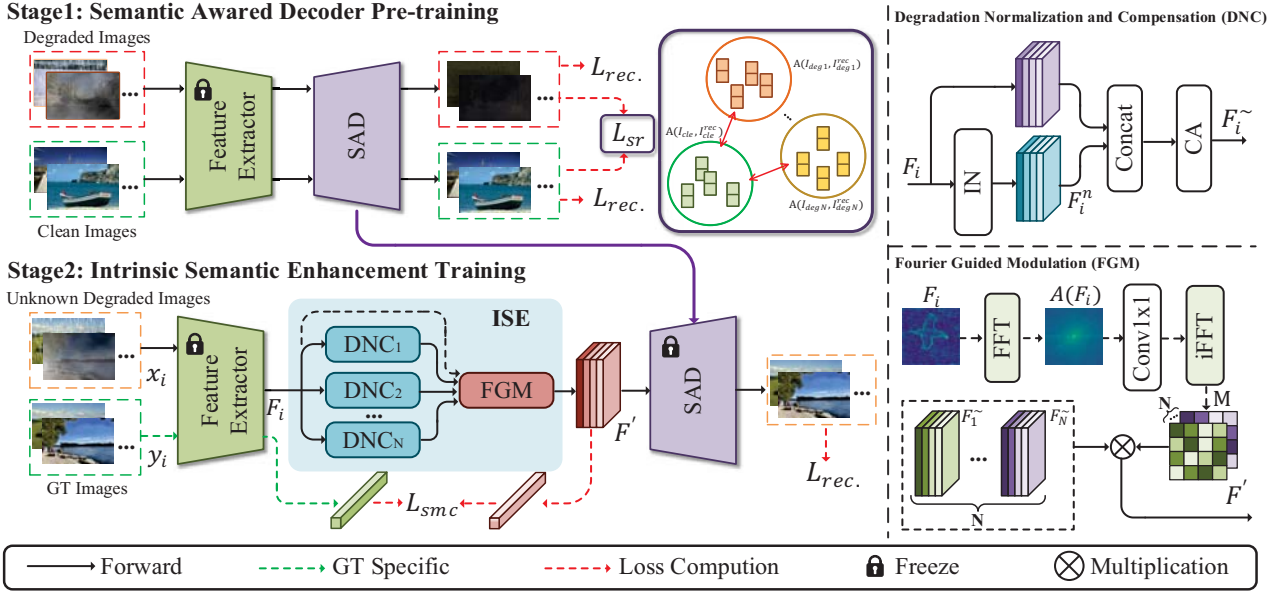 Stage1: Semantic Awared Decoder Pre-training
Degraded Images
...
Feature
Extractor
SAD
...
L_rec.
L_sr
L_rec.
...
...
Clean Images
A(I_deg1, I_deg1^rec)
...
A(I_cle, I_cle^rec)
A(I_degN, I_degN^rec)
Stage2: Intrinsic Semantic Enhancement Training
Unknown Degraded Images
...
x_i
...
y_i
GT Images
Feature
Extractor
F_i
ISE
DNC_1
DNC_2
...
DNC_N
FGM
F'
SAD
...
L_rec.
L_smc
Degradation Normalization and Compensation (DNC)
F_i
IN
F_i^n
Concat
CA
F_i^~
Fourier Guided Modulation (FGM)
F_i
FFT
A(F_i)
Conv1x1
iFFT
M
N
...
F_1^~
...
F_N^~
N
F'
Forward
GT Specific
Loss Compution
Freeze
Multiplication